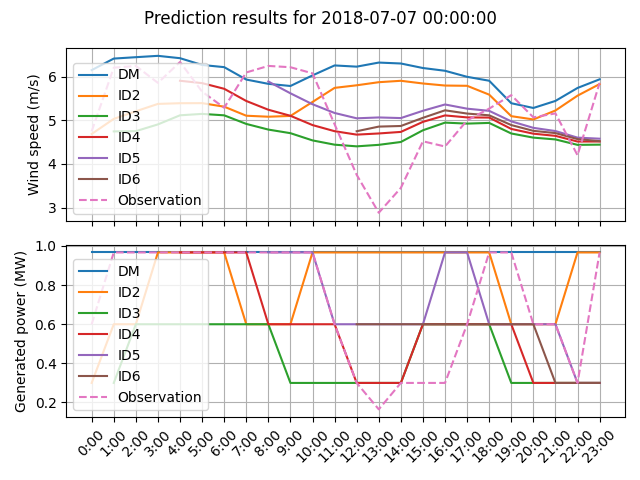 Prediction results for 2018-07-07 00:00:00
Wind speed (m/s)
6
5
4
3
DM
ID2
ID3
ID4
ID5
ID6
Observation
Generated power (MW)
1.0
0.8
0.6
0.4
0.2
DM
ID2
ID3
ID4
ID5
ID6
Observation
0:00 1:00 2:00 3:00 4:00 5:00 6:00 7:00 8:00 9:00 10:00 11:00 12:00 13:00 14:00 15:00 16:00 17:00 18:00 19:00 20:00 21:00 22:00 23:00